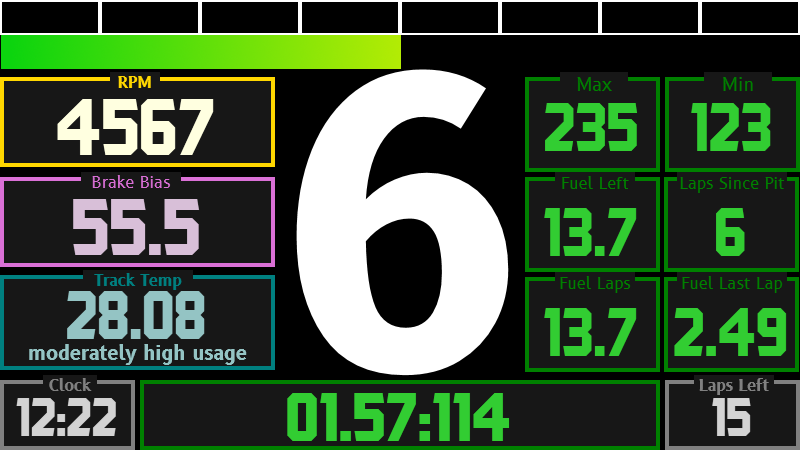 RPM
4567
Brake Bias
55.5
Track Temp
28.08
moderately high usage
6
Max
235
Min
123
Fuel Left
13.7
Laps Since Pit
6
Fuel Laps
13.7
Fuel Last Lap
2.49
Clock
12:22
01.57:114
Laps Left
15